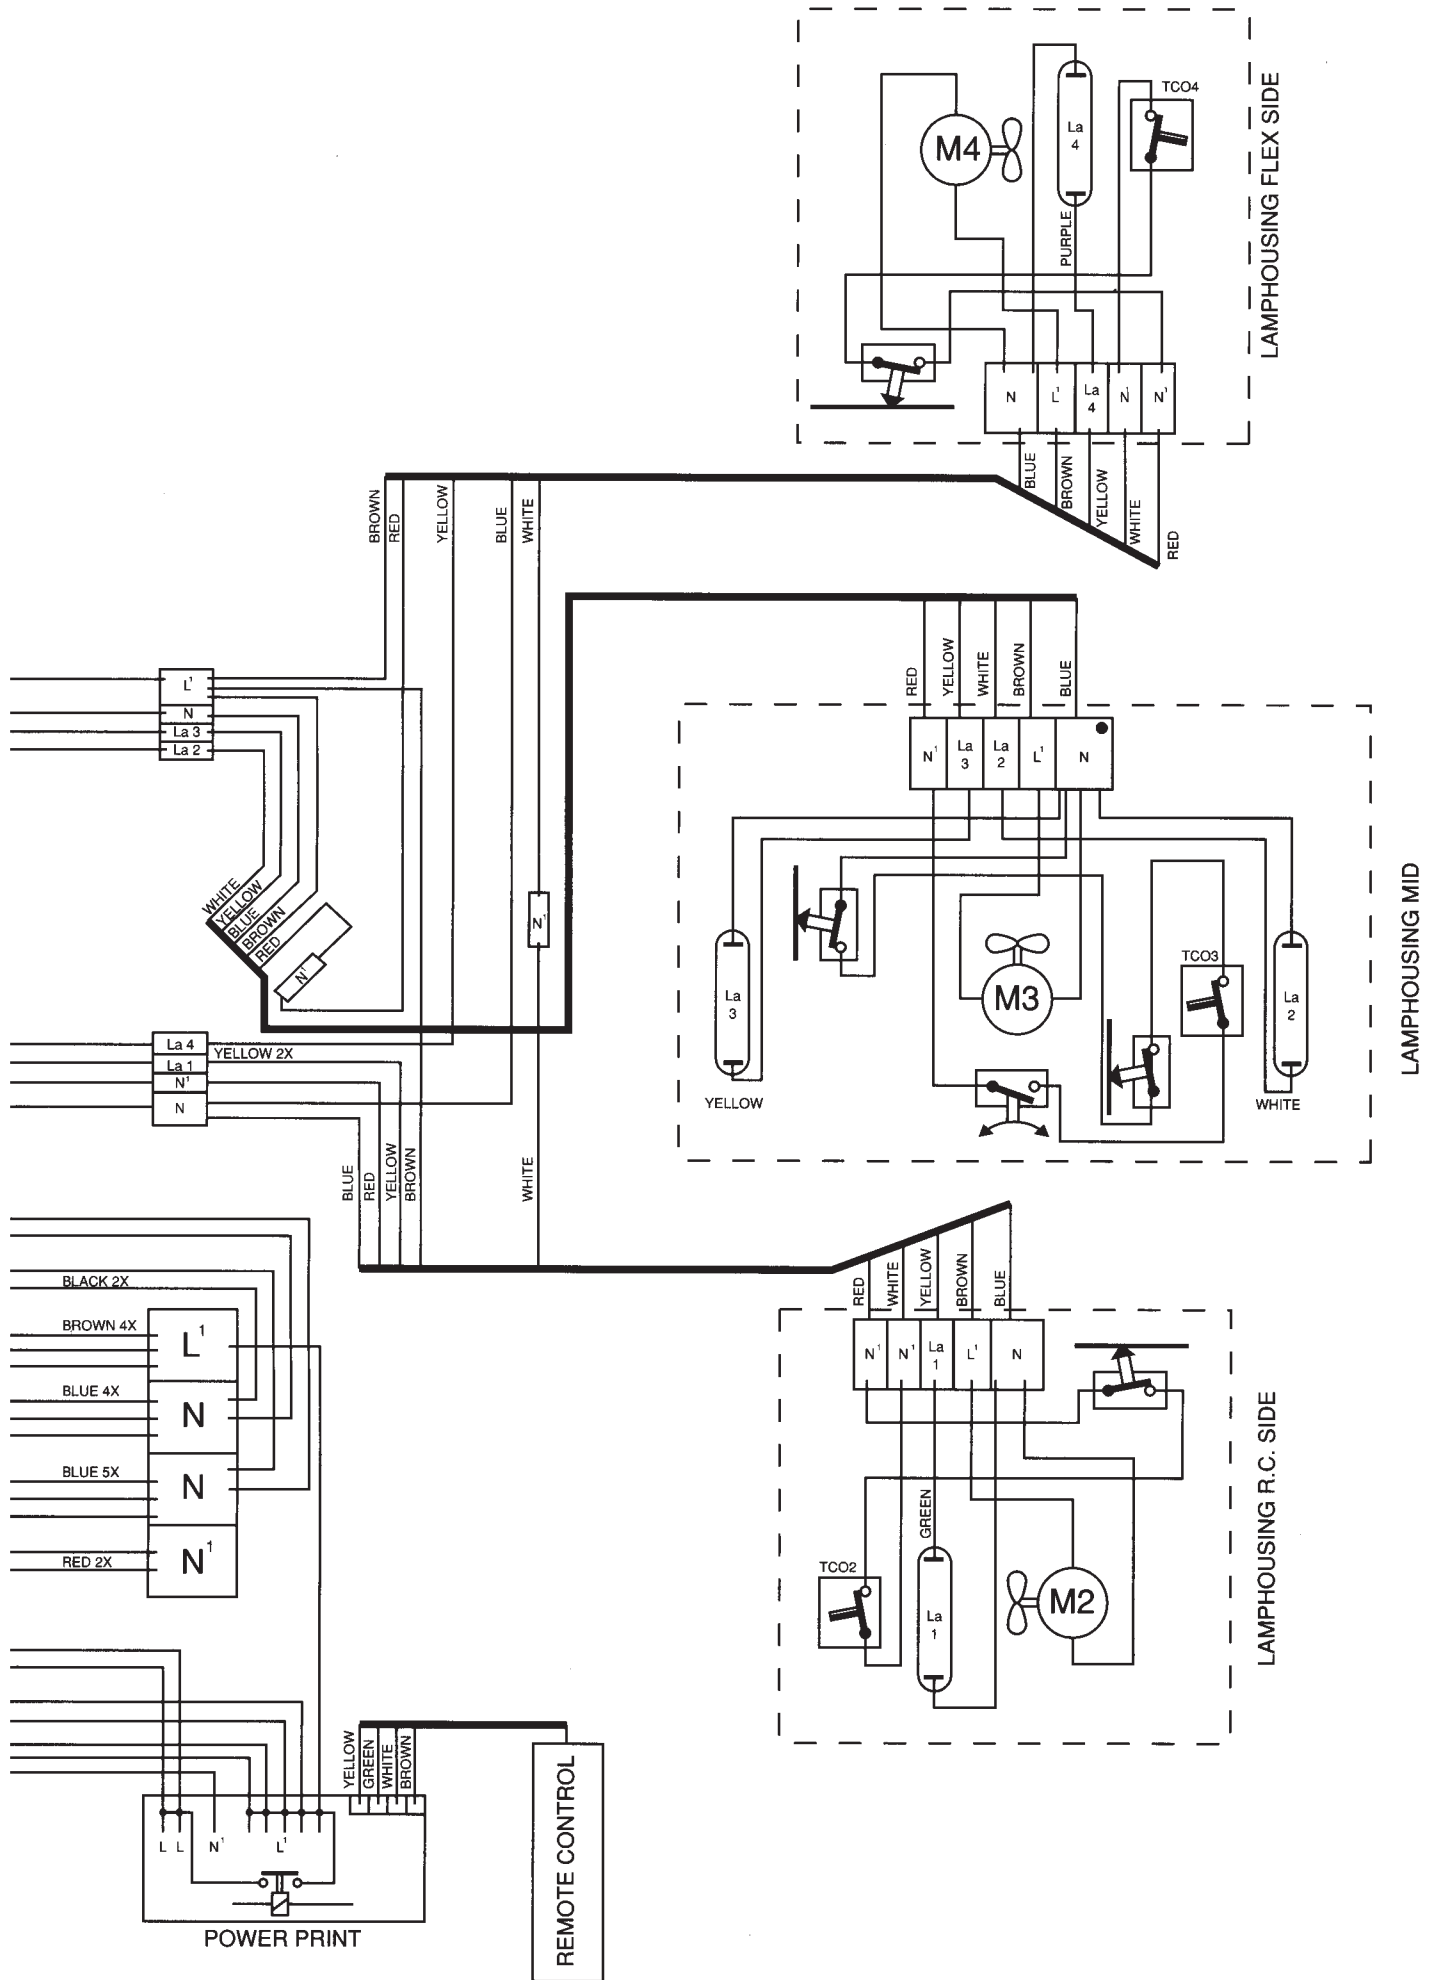 TCO4
La
4
M4
PURPLE
LAMPHOUSING FLEX SIDE
N
L¹
La
4
N¹
N¹
BLUE
BROWN
YELLOW
WHITE
RED
BROWN
RED
YELLOW
BLUE
WHITE
RED
YELLOW
WHITE
BROWN
BLUE
L¹
N
La 3
La 2
N¹
La
3
La
2
L¹
N
WHITE
YELLOW
BLUE
BROWN
RED
N¹
N¹
La
3
M3
TCO3
La
2
YELLOW
WHITE
LAMPHOUSING MID
La 4
YELLOW 2X
La 1
N¹
N
BLUE
RED
YELLOW
BROWN
WHITE
RED
WHITE
YELLOW
BROWN
BLUE
BLACK 2X
BROWN 4X
L¹
BLUE 4X
N
BLUE 5X
N
RED 2X
N¹
N¹
N¹
La
1
L¹
N
GREEN
TCO2
La
1
M2
LAMPHOUSING R.C. SIDE
YELLOW
GREEN
WHITE
BROWN
L L N¹ L¹
POWER PRINT
REMOTE CONTROL